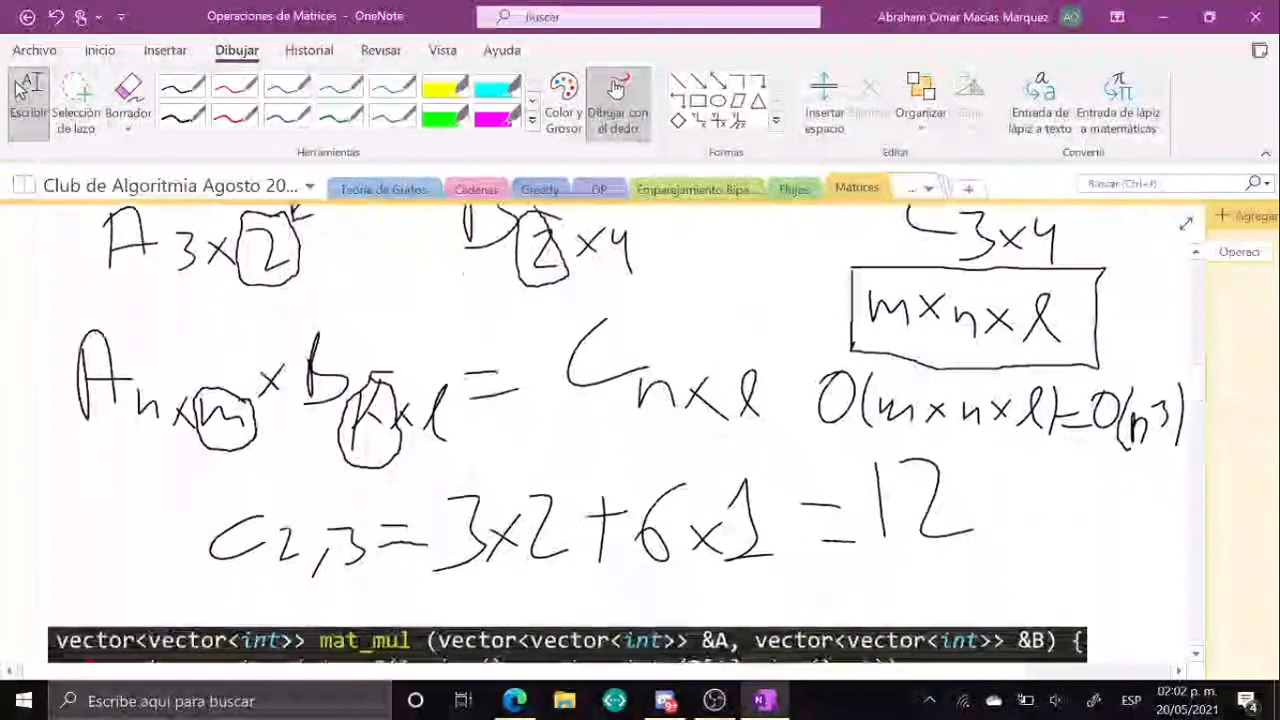 Operaciones de Matrices - OneNote
Buscar
Abraham Omar Macias Marquez
AO
Archivo Inicio Insertar Dibujar Historial Revisar Vista Ayuda
Escribir
Selección de lazo
Borrador
Color y Grosor
Dibujar con el dedo
Insertar espacio
Eliminar
Organizar
Entrada de lápiz a texto
Entrada de lápiz a matemáticas
Herramientas
Formas
Editar
Convertir
Club de Algoritmia Agosto 20...
Teoría de Grafos
Cadenas
Greedy
DP
Emparejamiento Bipa...
Flujos
Matrices
...
Buscar (Ctrl+F)
Agregar
Operaci
A 3×2 B 2×4 C 3×4
m×n×l
A n×m × B k×l = C n×l O(m×n×l)=O(n3)
C2,3=3×2+6×1=12
vector<vector<int>> mat_mul (vector<vector<int>> &A, vector<vector<int>> &B) {
Escribe aquí para buscar
ESP
02:02 p. m.
20/05/2021
4